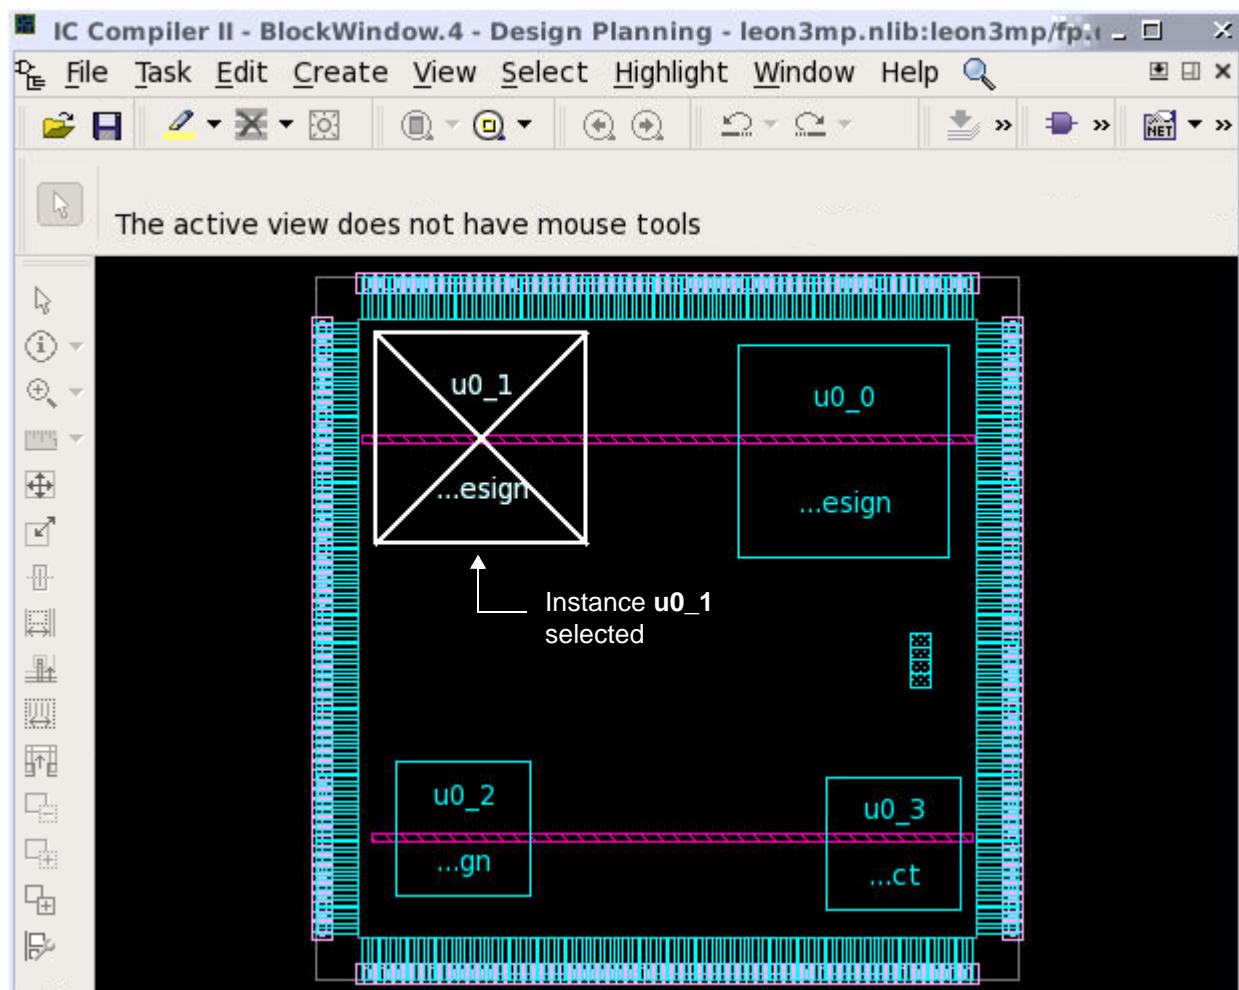 IC Compiler II - BlockWindow.4 - Design Planning - leon3mp.nlib:leon3mp/fp.
File Task Edit Create View Select Highlight Window Help
NET
The active view does not have mouse tools
u0_1
u0_0
...esign
...esign
Instance u0_1
selected
u0_2
u0_3
...gn
...ct